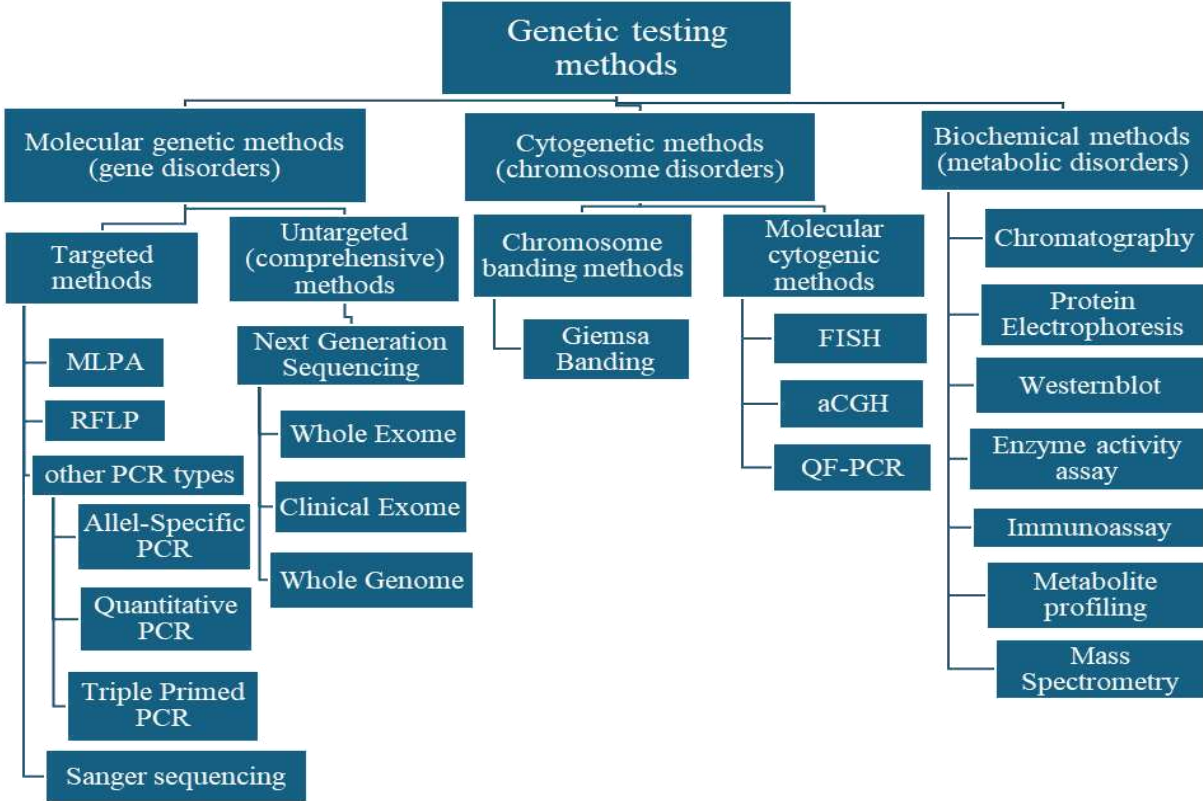 Genetic testing
methods
Molecular genetic methods
(gene disorders)
Cytogenetic methods
(chromosome disorders)
Biochemical methods
(metabolic disorders)
Targeted
methods
Untargeted
(comprehensive)
methods
Chromosome
banding methods
Molecular
cytogenic
methods
MLPA
RFLP
other PCR types
Allel-Specific
PCR
Quantitative
PCR
Triple Primed
PCR
Sanger sequencing
Next Generation
Sequencing
Whole Exome
Clinical Exome
Whole Genome
Giemsa
Banding
FISH
aCGH
QF-PCR
Chromatography
Protein
Electrophoresis
Westernblot
Enzyme activity
assay
Immunoassay
Metabolite
profiling
Mass
Spectrometry